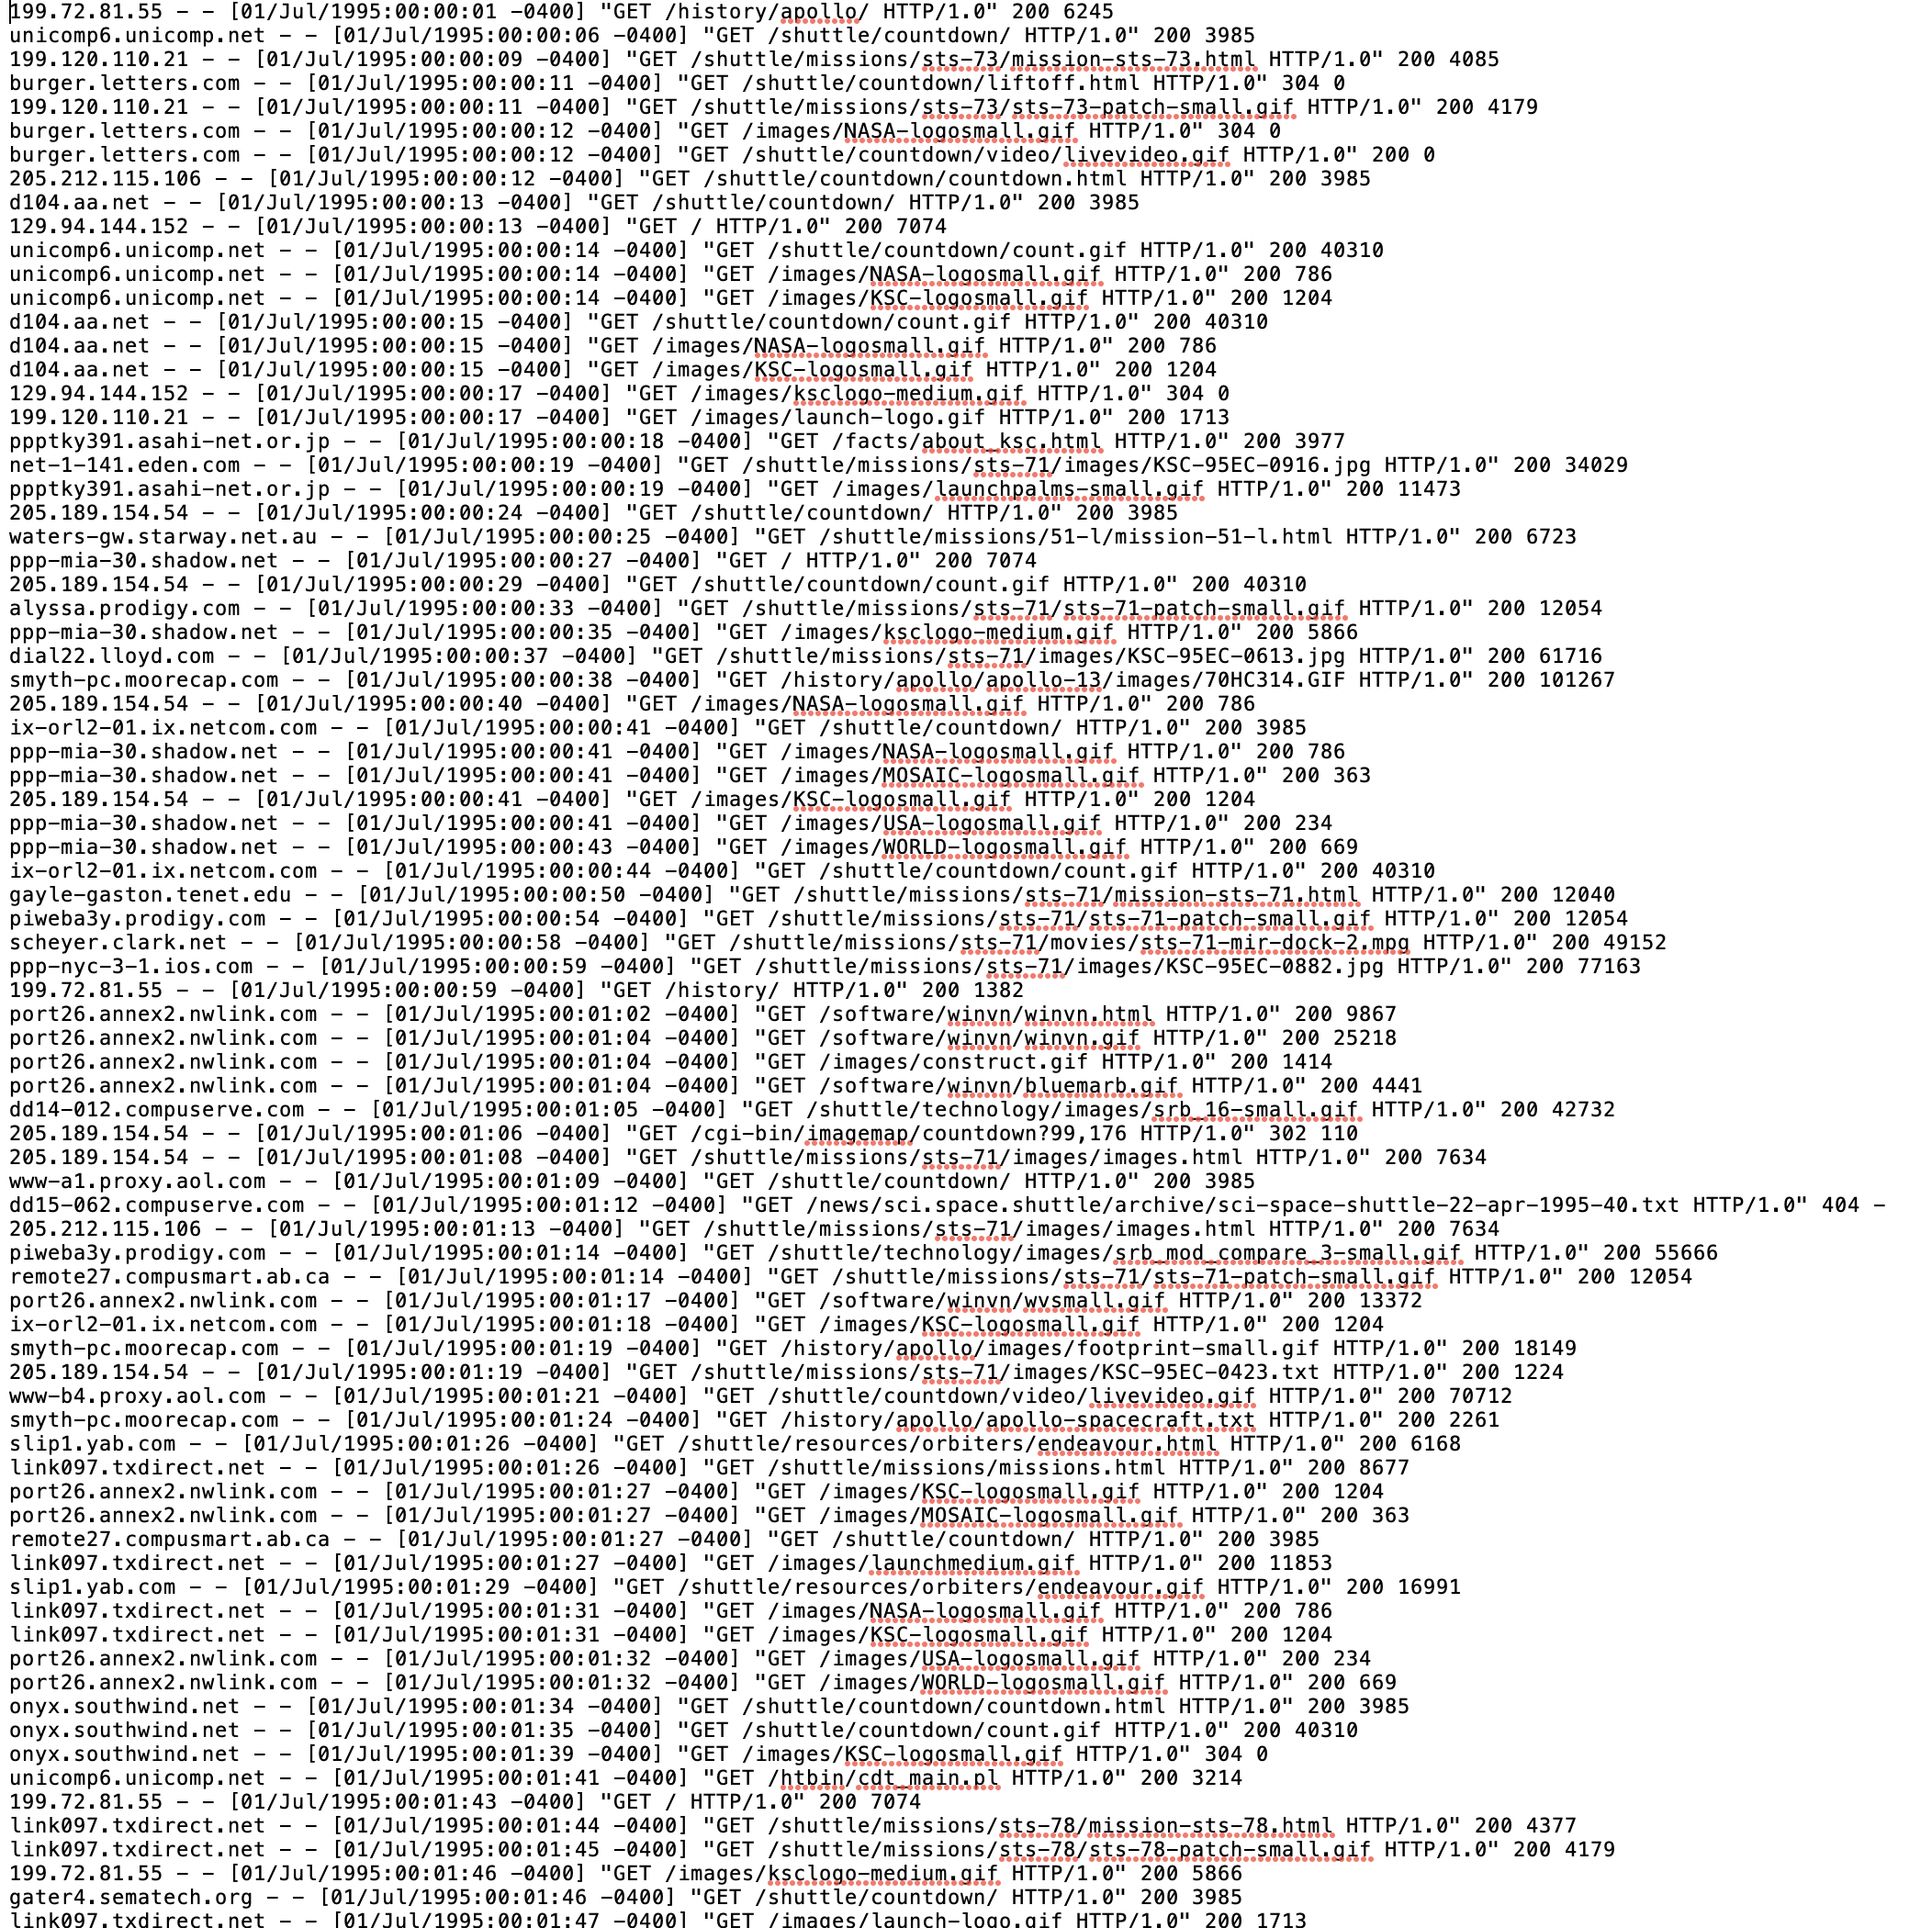 199.72.81.55 - - [01/Jul/1995:00:00:01 -0400] "GET /history/apollo/ HTTP/1.0" 200 6245
unicomp6.unicomp.net - - [01/Jul/1995:00:00:06 -0400] "GET /shuttle/countdown/ HTTP/1.0" 200 3985
199.120.110.21 - - [01/Jul/1995:00:00:09 -0400] "GET /shuttle/missions/sts-73/mission-sts-73.html HTTP/1.0" 200 4085
burger.letters.com - - [01/Jul/1995:00:00:11 -0400] "GET /shuttle/countdown/liftoff.html HTTP/1.0" 304 0
199.120.110.21 - - [01/Jul/1995:00:00:11 -0400] "GET /shuttle/missions/sts-73/sts-73-patch-small.gif HTTP/1.0" 200 4179
burger.letters.com - - [01/Jul/1995:00:00:12 -0400] "GET /images/NASA-logosmall.gif HTTP/1.0" 304 0
burger.letters.com - - [01/Jul/1995:00:00:12 -0400] "GET /shuttle/countdown/video/livevideo.gif HTTP/1.0" 200 0
205.212.115.106 - - [01/Jul/1995:00:00:12 -0400] "GET /shuttle/countdown/countdown.html HTTP/1.0" 200 3985
d104.aa.net - - [01/Jul/1995:00:00:13 -0400] "GET /shuttle/countdown/ HTTP/1.0" 200 3985
129.94.144.152 - - [01/Jul/1995:00:00:13 -0400] "GET / HTTP/1.0" 200 7074
unicomp6.unicomp.net - - [01/Jul/1995:00:00:14 -0400] "GET /shuttle/countdown/count.gif HTTP/1.0" 200 40310
unicomp6.unicomp.net - - [01/Jul/1995:00:00:14 -0400] "GET /images/NASA-logosmall.gif HTTP/1.0" 200 786
unicomp6.unicomp.net - - [01/Jul/1995:00:00:14 -0400] "GET /images/KSC-logosmall.gif HTTP/1.0" 200 1204
d104.aa.net - - [01/Jul/1995:00:00:15 -0400] "GET /shuttle/countdown/count.gif HTTP/1.0" 200 40310
d104.aa.net - - [01/Jul/1995:00:00:15 -0400] "GET /images/NASA-logosmall.gif HTTP/1.0" 200 786
d104.aa.net - - [01/Jul/1995:00:00:15 -0400] "GET /images/KSC-logosmall.gif HTTP/1.0" 200 1204
129.94.144.152 - - [01/Jul/1995:00:00:17 -0400] "GET /images/ksclogo-medium.gif HTTP/1.0" 304 0
199.120.110.21 - - [01/Jul/1995:00:00:17 -0400] "GET /images/launch-logo.gif HTTP/1.0" 200 1713
ppptky391.asahi-net.or.jp - - [01/Jul/1995:00:00:18 -0400] "GET /facts/about_ksc.html HTTP/1.0" 200 3977
net-1-141.eden.com - - [01/Jul/1995:00:00:19 -0400] "GET /shuttle/missions/sts-71/images/KSC-95EC-0916.jpg HTTP/1.0" 200 34029
ppptky391.asahi-net.or.jp - - [01/Jul/1995:00:00:19 -0400] "GET /images/launchpalms-small.gif HTTP/1.0" 200 11473
205.189.154.54 - - [01/Jul/1995:00:00:24 -0400] "GET /shuttle/countdown/ HTTP/1.0" 200 3985
waters-gw.starway.net.au - - [01/Jul/1995:00:00:25 -0400] "GET /shuttle/missions/51-l/mission-51-l.html HTTP/1.0" 200 6723
ppp-mia-30.shadow.net - - [01/Jul/1995:00:00:27 -0400] "GET / HTTP/1.0" 200 7074
205.189.154.54 - - [01/Jul/1995:00:00:29 -0400] "GET /shuttle/countdown/count.gif HTTP/1.0" 200 40310
alyssa.prodigy.com - - [01/Jul/1995:00:00:33 -0400] "GET /shuttle/missions/sts-71/sts-71-patch-small.gif HTTP/1.0" 200 12054
ppp-mia-30.shadow.net - - [01/Jul/1995:00:00:35 -0400] "GET /images/ksclogo-medium.gif HTTP/1.0" 200 5866
dial22.lloyd.com - - [01/Jul/1995:00:00:37 -0400] "GET /shuttle/missions/sts-71/images/KSC-95EC-0613.jpg HTTP/1.0" 200 61716
smyth-pc.moorecap.com - - [01/Jul/1995:00:00:38 -0400] "GET /history/apollo/apollo-13/images/70HC314.GIF HTTP/1.0" 200 101267
205.189.154.54 - - [01/Jul/1995:00:00:40 -0400] "GET /images/NASA-logosmall.gif HTTP/1.0" 200 786
ix-orl2-01.ix.netcom.com - - [01/Jul/1995:00:00:41 -0400] "GET /shuttle/countdown/ HTTP/1.0" 200 3985
ppp-mia-30.shadow.net - - [01/Jul/1995:00:00:41 -0400] "GET /images/NASA-logosmall.gif HTTP/1.0" 200 786
ppp-mia-30.shadow.net - - [01/Jul/1995:00:00:41 -0400] "GET /images/MOSAIC-logosmall.gif HTTP/1.0" 200 363
205.189.154.54 - - [01/Jul/1995:00:00:41 -0400] "GET /images/KSC-logosmall.gif HTTP/1.0" 200 1204
ppp-mia-30.shadow.net - - [01/Jul/1995:00:00:41 -0400] "GET /images/USA-logosmall.gif HTTP/1.0" 200 234
ppp-mia-30.shadow.net - - [01/Jul/1995:00:00:43 -0400] "GET /images/WORLD-logosmall.gif HTTP/1.0" 200 669
ix-orl2-01.ix.netcom.com - - [01/Jul/1995:00:00:44 -0400] "GET /shuttle/countdown/count.gif HTTP/1.0" 200 40310
gayle-gaston.tenet.edu - - [01/Jul/1995:00:00:50 -0400] "GET /shuttle/missions/sts-71/mission-sts-71.html HTTP/1.0" 200 12040
piweba3y.prodigy.com - - [01/Jul/1995:00:00:54 -0400] "GET /shuttle/missions/sts-71/sts-71-patch-small.gif HTTP/1.0" 200 12054
scheyer.clark.net - - [01/Jul/1995:00:00:58 -0400] "GET /shuttle/missions/sts-71/movies/sts-71-mir-dock-2.mpg HTTP/1.0" 200 49152
ppp-nyc-3-1.ios.com - - [01/Jul/1995:00:00:59 -0400] "GET /shuttle/missions/sts-71/images/KSC-95EC-0882.jpg HTTP/1.0" 200 77163
199.72.81.55 - - [01/Jul/1995:00:00:59 -0400] "GET /history/ HTTP/1.0" 200 1382
port26.annex2.nwlink.com - - [01/Jul/1995:00:01:02 -0400] "GET /software/winvn/winvn.html HTTP/1.0" 200 9867
port26.annex2.nwlink.com - - [01/Jul/1995:00:01:04 -0400] "GET /software/winvn/winvn.gif HTTP/1.0" 200 25218
port26.annex2.nwlink.com - - [01/Jul/1995:00:01:04 -0400] "GET /images/construct.gif HTTP/1.0" 200 1414
port26.annex2.nwlink.com - - [01/Jul/1995:00:01:04 -0400] "GET /software/winvn/bluemarb.gif HTTP/1.0" 200 4441
dd14-012.compuserve.com - - [01/Jul/1995:00:01:05 -0400] "GET /shuttle/technology/images/srb_16-small.gif HTTP/1.0" 200 42732
205.189.154.54 - - [01/Jul/1995:00:01:06 -0400] "GET /cgi-bin/imagemap/countdown?99,176 HTTP/1.0" 302 110
205.189.154.54 - - [01/Jul/1995:00:01:08 -0400] "GET /shuttle/missions/sts-71/images/images.html HTTP/1.0" 200 7634
www-a1.proxy.aol.com - - [01/Jul/1995:00:01:09 -0400] "GET /shuttle/countdown/ HTTP/1.0" 200 3985
dd15-062.compuserve.com - - [01/Jul/1995:00:01:12 -0400] "GET /news/sci.space.shuttle/archive/sci-space-shuttle-22-apr-1995-40.txt HTTP/1.0" 404 -
205.212.115.106 - - [01/Jul/1995:00:01:13 -0400] "GET /shuttle/missions/sts-71/images/images.html HTTP/1.0" 200 7634
piweba3y.prodigy.com - - [01/Jul/1995:00:01:14 -0400] "GET /shuttle/technology/images/srb_mod_compare_3-small.gif HTTP/1.0" 200 55666
remote27.compusmart.ab.ca - - [01/Jul/1995:00:01:14 -0400] "GET /shuttle/missions/sts-71/sts-71-patch-small.gif HTTP/1.0" 200 12054
port26.annex2.nwlink.com - - [01/Jul/1995:00:01:17 -0400] "GET /software/winvn/wvsmall.gif HTTP/1.0" 200 13372
ix-orl2-01.ix.netcom.com - - [01/Jul/1995:00:01:18 -0400] "GET /images/KSC-logosmall.gif HTTP/1.0" 200 1204
smyth-pc.moorecap.com - - [01/Jul/1995:00:01:19 -0400] "GET /history/apollo/images/footprint-small.gif HTTP/1.0" 200 18149
205.189.154.54 - - [01/Jul/1995:00:01:19 -0400] "GET /shuttle/missions/sts-71/images/KSC-95EC-0423.txt HTTP/1.0" 200 1224
www-b4.proxy.aol.com - - [01/Jul/1995:00:01:21 -0400] "GET /shuttle/countdown/video/livevideo.gif HTTP/1.0" 200 70712
smyth-pc.moorecap.com - - [01/Jul/1995:00:01:24 -0400] "GET /history/apollo/apollo-spacecraft.txt HTTP/1.0" 200 2261
slip1.yab.com - - [01/Jul/1995:00:01:26 -0400] "GET /shuttle/resources/orbiters/endeavour.html HTTP/1.0" 200 6168
link097.txdirect.net - - [01/Jul/1995:00:01:26 -0400] "GET /shuttle/missions/missions.html HTTP/1.0" 200 8677
port26.annex2.nwlink.com - - [01/Jul/1995:00:01:27 -0400] "GET /images/KSC-logosmall.gif HTTP/1.0" 200 1204
port26.annex2.nwlink.com - - [01/Jul/1995:00:01:27 -0400] "GET /images/MOSAIC-logosmall.gif HTTP/1.0" 200 363
remote27.compusmart.ab.ca - - [01/Jul/1995:00:01:27 -0400] "GET /shuttle/countdown/ HTTP/1.0" 200 3985
link097.txdirect.net - - [01/Jul/1995:00:01:27 -0400] "GET /images/launchmedium.gif HTTP/1.0" 200 11853
slip1.yab.com - - [01/Jul/1995:00:01:29 -0400] "GET /shuttle/resources/orbiters/endeavour.gif HTTP/1.0" 200 16991
link097.txdirect.net - - [01/Jul/1995:00:01:31 -0400] "GET /images/NASA-logosmall.gif HTTP/1.0" 200 786
link097.txdirect.net - - [01/Jul/1995:00:01:31 -0400] "GET /images/KSC-logosmall.gif HTTP/1.0" 200 1204
port26.annex2.nwlink.com - - [01/Jul/1995:00:01:32 -0400] "GET /images/USA-logosmall.gif HTTP/1.0" 200 234
port26.annex2.nwlink.com - - [01/Jul/1995:00:01:32 -0400] "GET /images/WORLD-logosmall.gif HTTP/1.0" 200 669
onyx.southwind.net - - [01/Jul/1995:00:01:34 -0400] "GET /shuttle/countdown/countdown.html HTTP/1.0" 200 3985
onyx.southwind.net - - [01/Jul/1995:00:01:35 -0400] "GET /shuttle/countdown/count.gif HTTP/1.0" 200 40310
onyx.southwind.net - - [01/Jul/1995:00:01:39 -0400] "GET /images/KSC-logosmall.gif HTTP/1.0" 304 0
unicomp6.unicomp.net - - [01/Jul/1995:00:01:41 -0400] "GET /htbin/cdt_main.pl HTTP/1.0" 200 3214
199.72.81.55 - - [01/Jul/1995:00:01:43 -0400] "GET / HTTP/1.0" 200 7074
link097.txdirect.net - - [01/Jul/1995:00:01:44 -0400] "GET /shuttle/missions/sts-78/mission-sts-78.html HTTP/1.0" 200 4377
link097.txdirect.net - - [01/Jul/1995:00:01:45 -0400] "GET /shuttle/missions/sts-78/sts-78-patch-small.gif HTTP/1.0" 200 4179
199.72.81.55 - - [01/Jul/1995:00:01:46 -0400] "GET /images/ksclogo-medium.gif HTTP/1.0" 200 5866
gater4.sematech.org - - [01/Jul/1995:00:01:46 -0400] "GET /shuttle/countdown/ HTTP/1.0" 200 3985
link097.txdirect.net - - [01/Jul/1995:00:01:47 -0400] "GET /images/launch-logo.gif HTTP/1.0" 200 1713